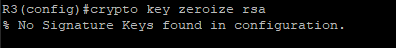 R3(config)#crypto key zeroize rsa
% No Signature Keys found in configuration.